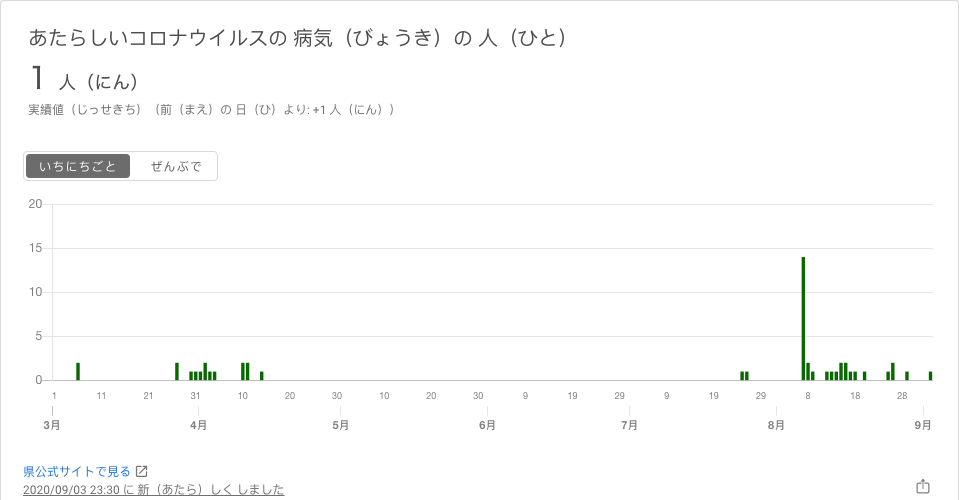 あたらしいコロナウイルスの 病気（びょうき）の 人（ひと）
1 人（にん）
実績値（じっせきち）（前（まえ）の 日（ひ）より: +1 人（にん））
いちにちごと ぜんぶで
20
15
10
5
0
1 11 21 31 10 20 30 10 20 30 9 19 29 9 19 29 8 18 28
3月 4月 5月 6月 7月 8月 9月
県公式サイトで見る
2020/09/03 23:30 に 新（あたら）しく しました